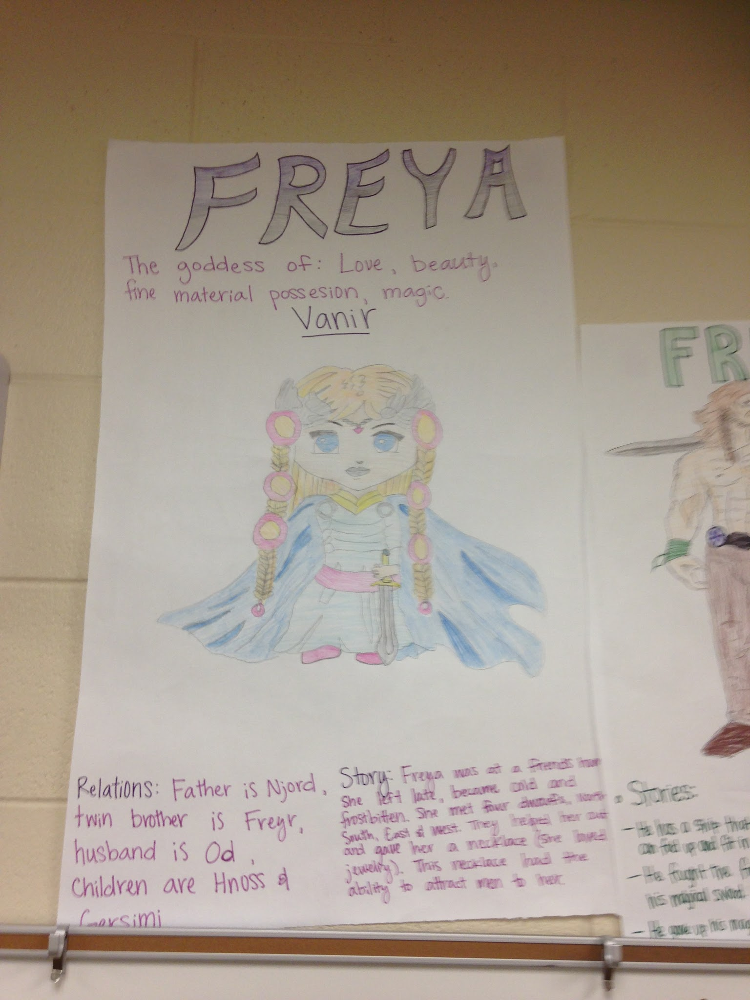 FREYA
The goddess of: Love, beauty,
fine material possesion, magic.
Vanir
Relations: Father is Njord,
twin brother is Freyr,
husband is Od,
children are Hnoss &
Gersimi
Story: Freya was at a friends
She left late, became cold and
frostbitten. She met four dwarfs, North
South, East & West. They helped her out
and gave her a necklace (she loved
jewelry). This necklace had the
ability to attract men to her.
FR
Stories:
- He has a ship that
can fold up and fit in
- He fought the
his magical sword.
- He gave up his